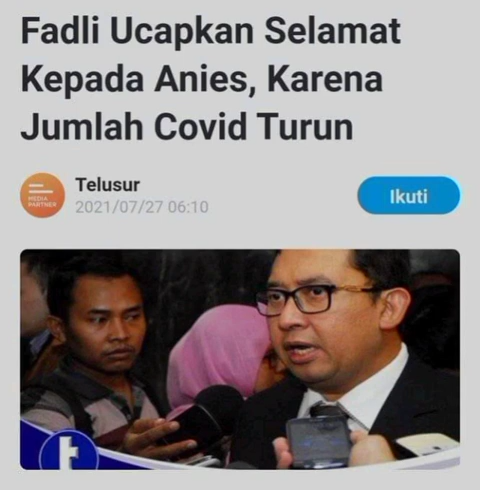 Fadli Ucapkan Selamat
Kepada Anies, Karena
Jumlah Covid Turun
MEDIA
PARTNER
Telusur
2021/07/27 06:10
Ikuti
t